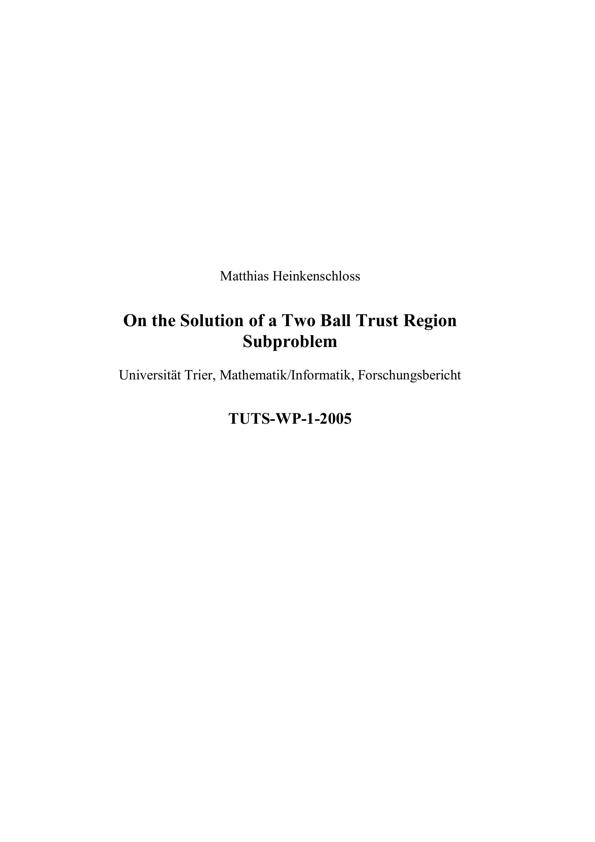 Matthias Heinkenschloss
On the Solution of a Two Ball Trust Region
Subproblem
Universität Trier, Mathematik/Informatik, Forschungsbericht
TUTS-WP-1-2005